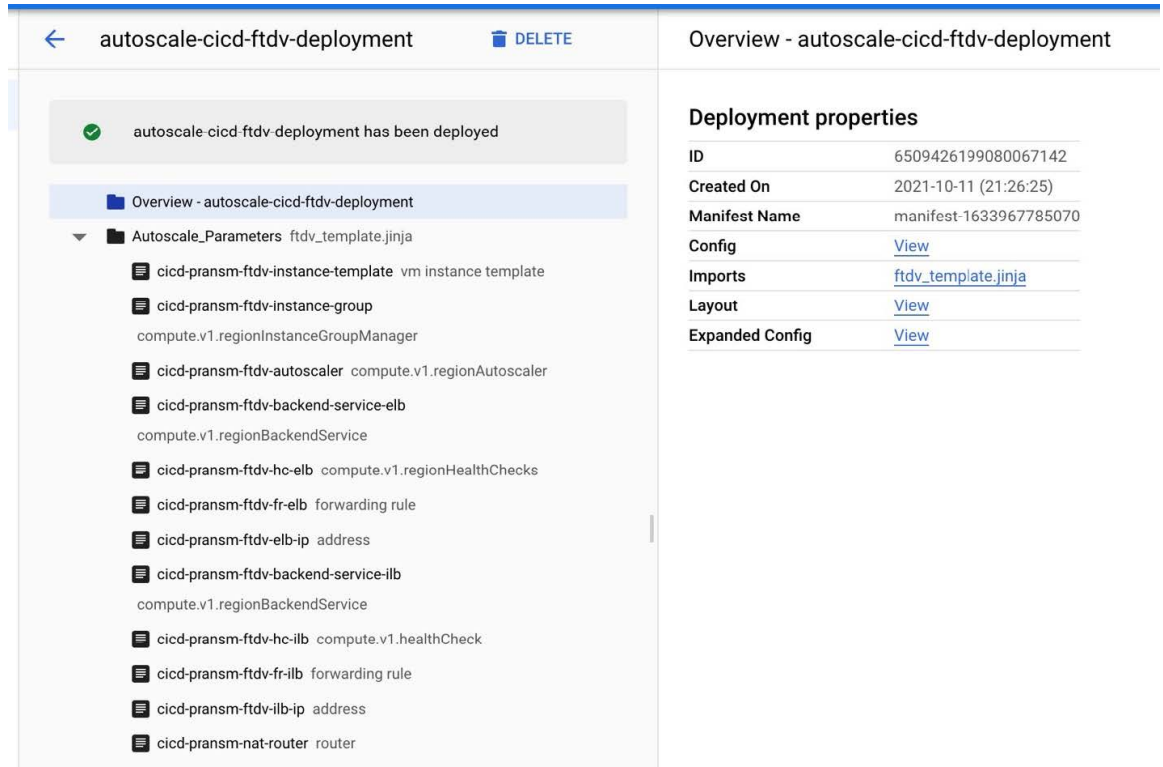 autoscale-cicd-ftdv-deployment
DELETE
autoscale-cicd-ftdv-deployment has been deployed
Overview - autoscale-cicd-ftdv-deployment
Autoscale_Parameters ftdv_template.jinja
cicd-pransm-ftdv-instance-template vm instance template
cicd-pransm-ftdv-instance-group
compute.v1.regionInstanceGroupManager
cicd-pransm-ftdv-autoscaler compute.v1.regionAutoscaler
cicd-pransm-ftdv-backend-service-elb
compute.v1.regionBackendService
cicd-pransm-ftdv-hc-elb compute.v1.regionHealthChecks
cicd-pransm-ftdv-fr-elb forwarding rule
cicd-pransm-ftdv-elb-ip address
cicd-pransm-ftdv-backend-service-ilb
compute.v1.regionBackendService
cicd-pransm-ftdv-hc-ilb compute.v1.healthCheck
cicd-pransm-ftdv-fr-ilb forwarding rule
cicd-pransm-ftdv-ilb-ip address
cicd-pransm-nat-router router
Overview - autoscale-cicd-ftdv-deployment
Deployment properties
ID 6509426199080067142
Created On 2021-10-11 (21:26:25)
Manifest Name manifest-1633967785070
Config View
Imports ftdv_template.jinja
Layout View
Expanded Config View